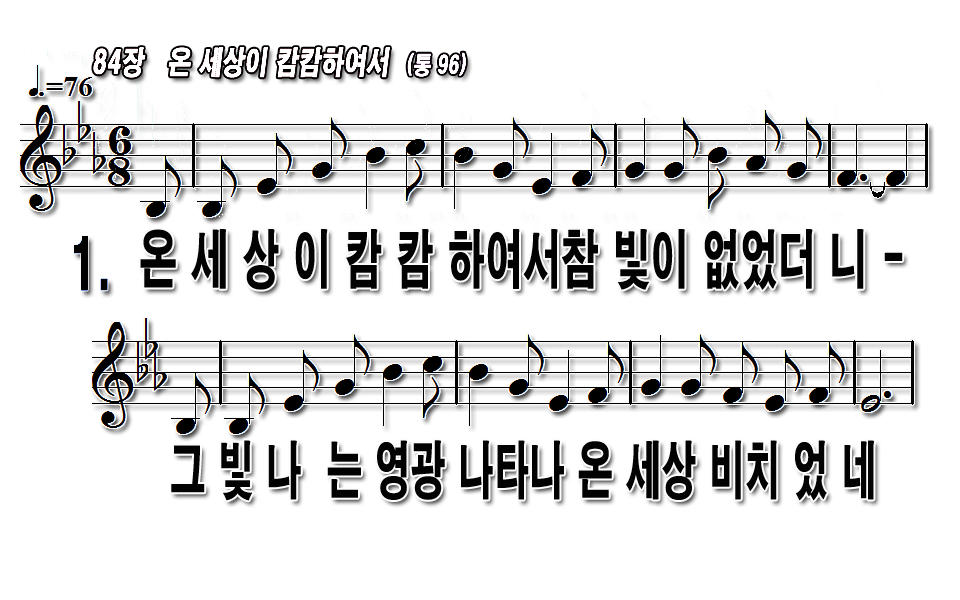 84장 온 세상이 캄캄하여서 (통 96)
♩.=76
6
8
1. 온 세 상 이 캄 캄 하여서참 빛이 없었더 니 -
그 빛 나 는 영광 나타나 온 세상 비치 었 네